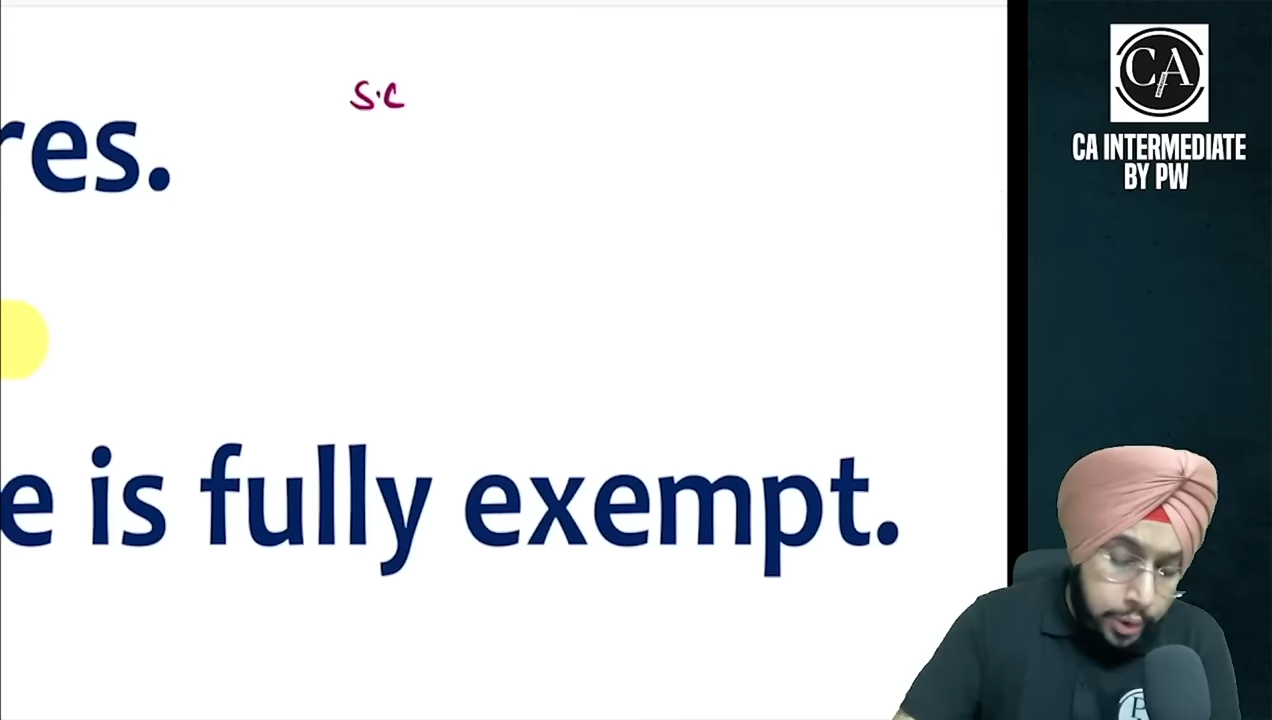 S.C
res.
e is fully exempt.
CA
CA INTERMEDIATE
BY PW
P